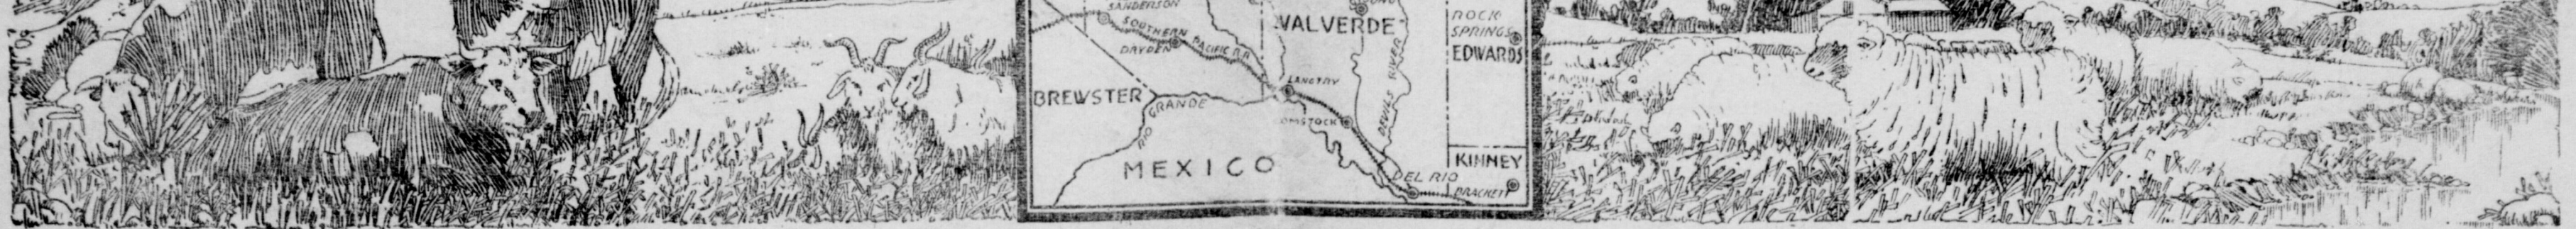 SANDERSON
SOUTHERN PACIFIC R.R.
DRYDEN
VALVERDE
ROCK
SPRINGS
EDWARDS
LANGTRY
BREWSTER
RIO GRANDE
DEVILS RIVER
MEXICO
KINNEY
DEL RIO
BRACKETT